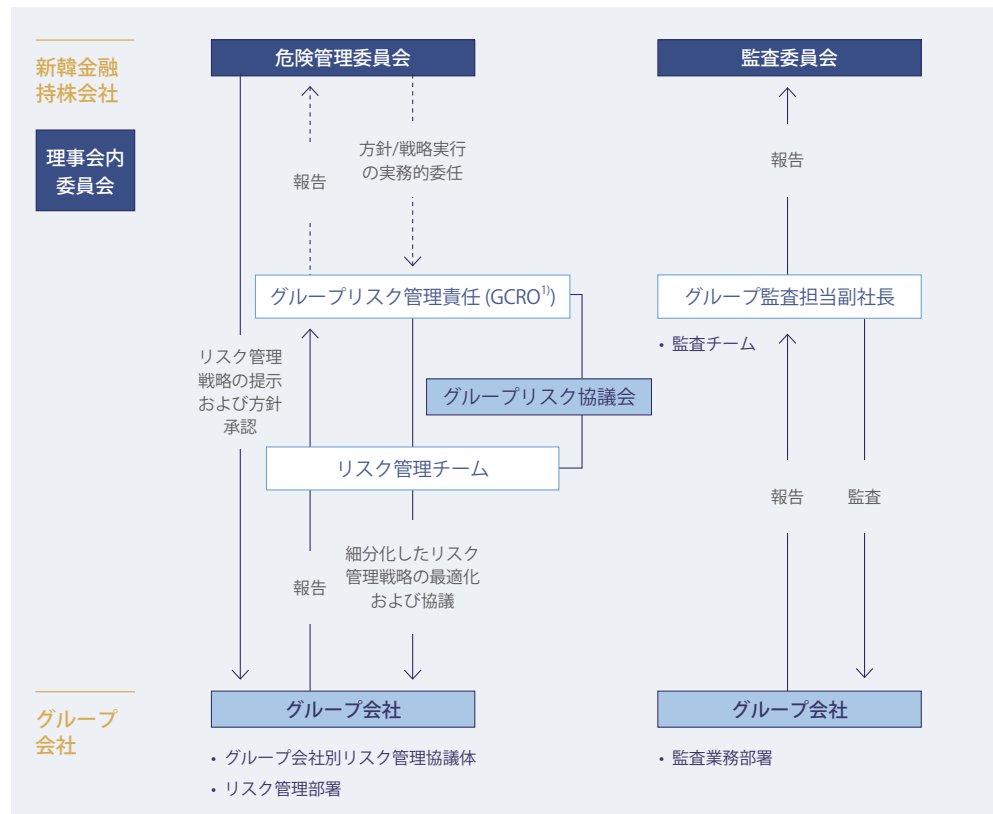 新韓金融
持株会社
理事会内
委員会
危険管理委員会
報告
方針/戦略実行
の実務的委任
グループリスク管理責任 (GCRO1))
リスク管理
戦略の提示
および方針
承認
グループリスク協議会
リスク管理チーム
報告
細分化したリスク
管理戦略の最適化
および協議
監査委員会
報告
グループ監査担当副社長
• 監査チーム
報告
監査
グループ
会社
グループ会社
• グループ会社別リスク管理協議体
• リスク管理部署
グループ会社
• 監査業務部署